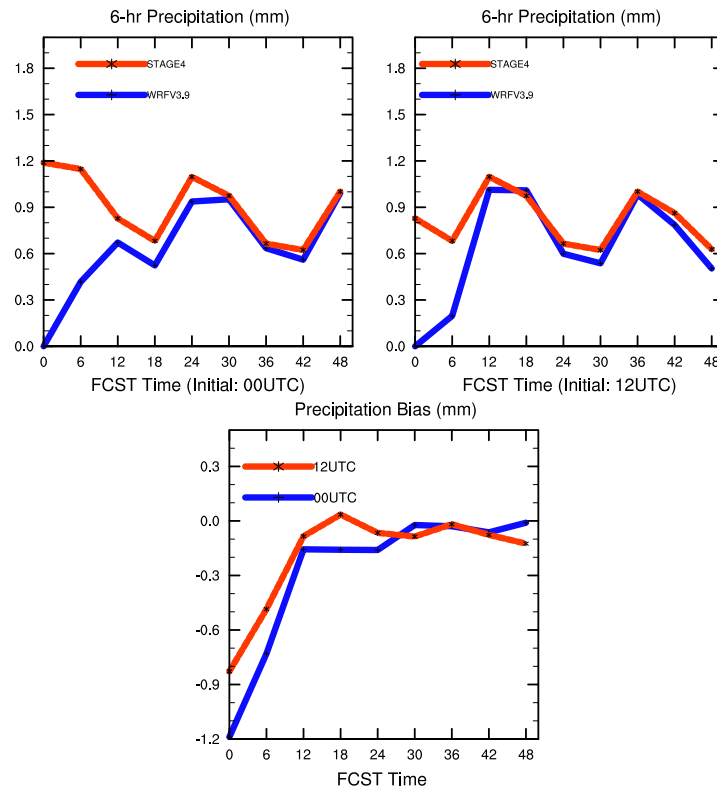 6-hr Precipitation (mm)
1.8
1.5
1.2
0.9
0.6
0.3
0.0
STAGE4
WRFV3.9
0 6 12 18 24 30 36 42 48
FCST Time (Initial: 00UTC)
6-hr Precipitation (mm)
1.8
1.5
1.2
0.9
0.6
0.3
0.0
STAGE4
WRFV3.9
0 6 12 18 24 30 36 42 48
FCST Time (Initial: 12UTC)
Precipitation Bias (mm)
0.3
0.0
-0.3
-0.6
-0.9
-1.2
12UTC
00UTC
0 6 12 18 24 30 36 42 48
FCST Time